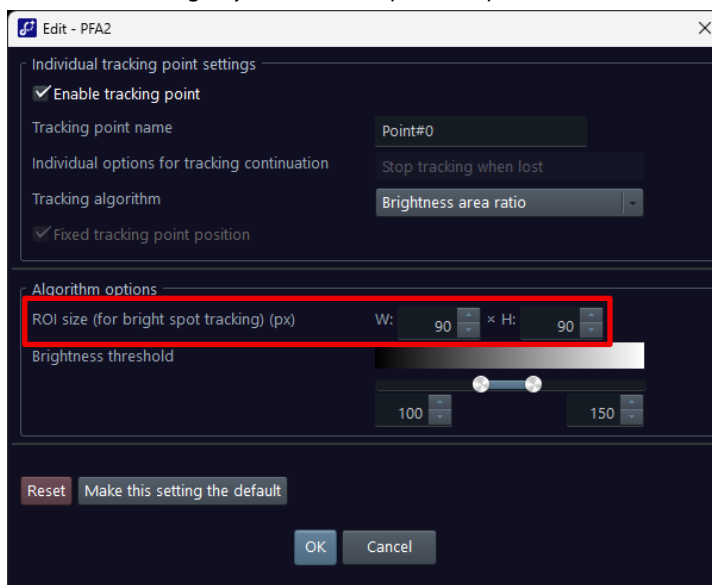 Edit - PFA2
Individual tracking point settings
Enable tracking point
Tracking point name Point#0
Individual options for tracking continuation Stop tracking when lost
Tracking algorithm Brightness area ratio
Fixed tracking point position
Algorithm options
ROI size (for bright spot tracking) (px) W: 90 × H: 90
Brightness threshold
100 150
Reset Make this setting the default
OK Cancel